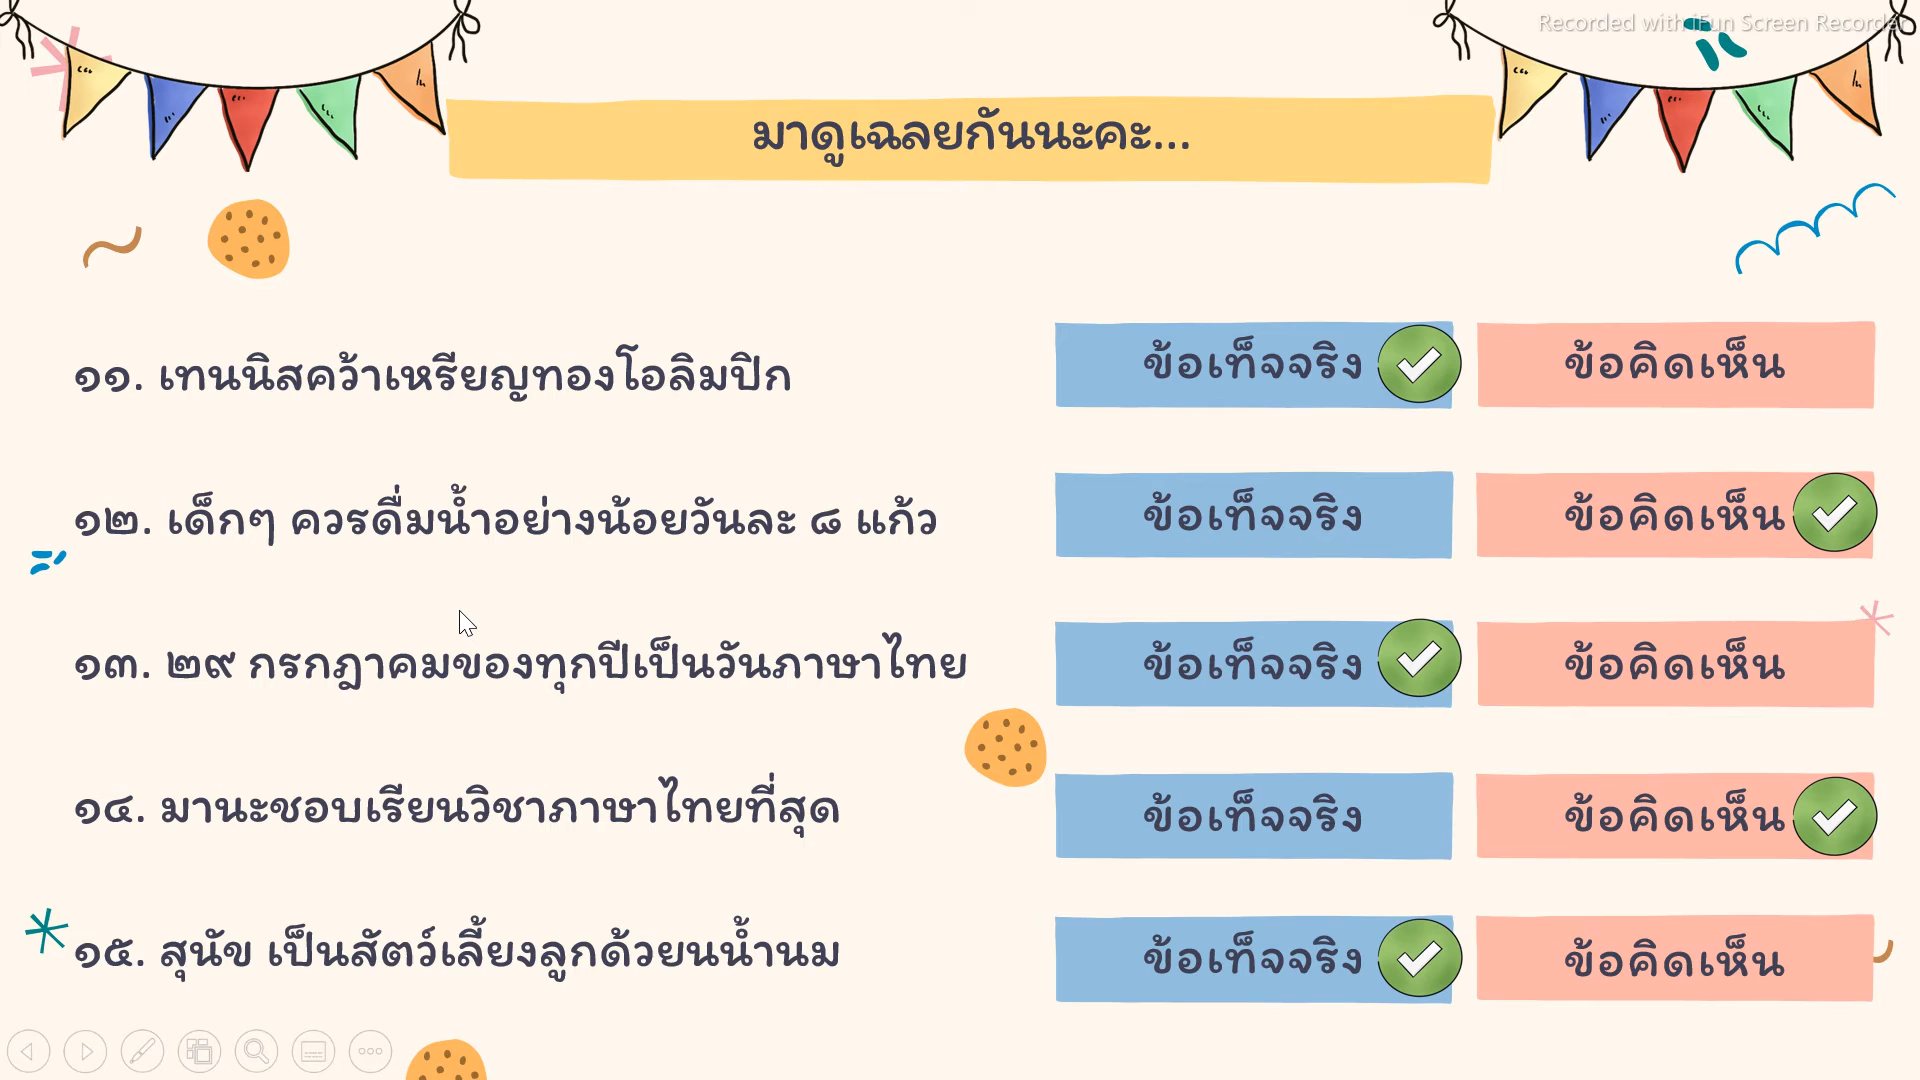 Recorded with iFun Screen Recorder
มาดูเฉลยกันนะคะ...
๑๑. เทนนิสคว้าเหรียญทองโอลิมปิก ข้อเท็จจริง ข้อคิดเห็น
๑๒. เด็กๆ ควรดื่มน้ำอย่างน้อยวันละ ๘ แก้ว ข้อเท็จจริง ข้อคิดเห็น
๑๓. ๒๙ กรกฎาคมของทุกปีเป็นวันภาษาไทย ข้อเท็จจริง ข้อคิดเห็น
๑๔. มานะชอบเรียนวิชาภาษาไทยที่สุด ข้อเท็จจริง ข้อคิดเห็น
๑๕. สุนัข เป็นสัตว์เลี้ยงลูกด้วยนน้ำนม ข้อเท็จจริง ข้อคิดเห็น